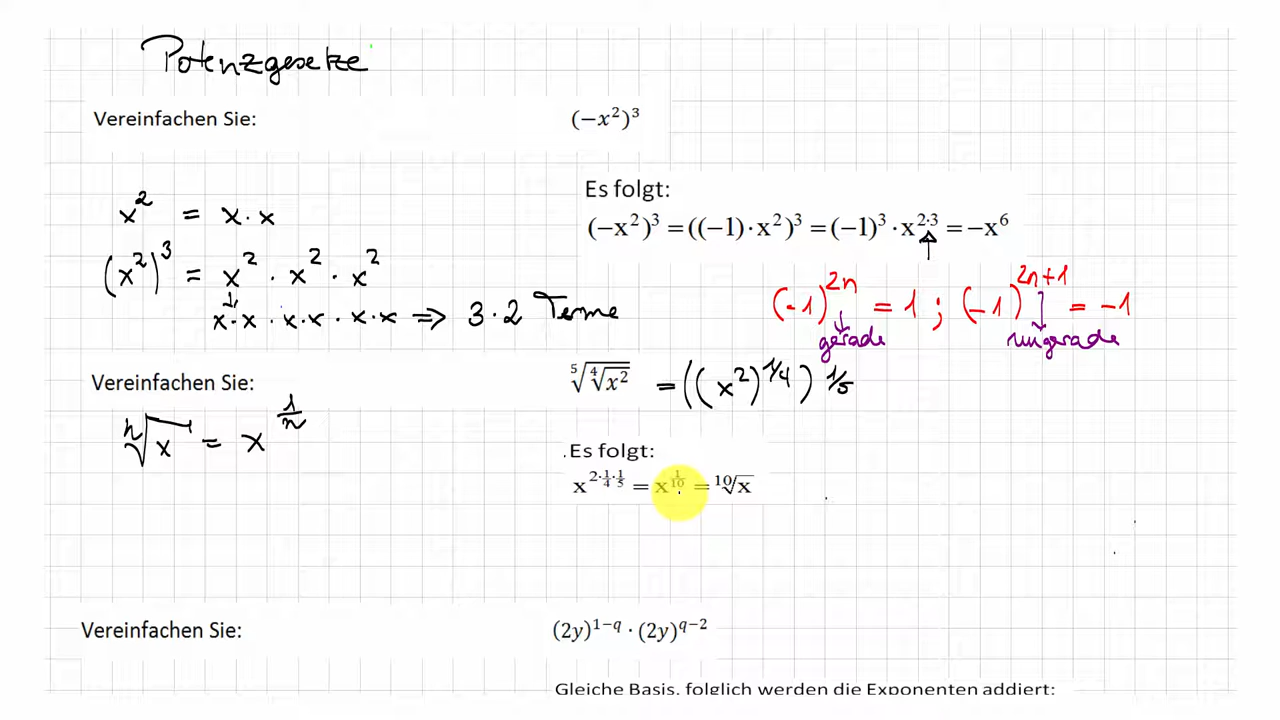 Potenzgesetze
Vereinfachen Sie: (−x²)³
Es folgt:
(−x²)³ = ((−1)·x²)³ = (−1)³·x²˙³ = −x⁶
x² = x·x
(x²)³ = x² · x² · x²
x·x · x·x · x·x ⇒ 3·2 Terme
(-1)²ⁿ = 1 ; (-1)²ⁿ⁺¹ = -1
gerade ungerade
Vereinfachen Sie: ⁵√(⁴√(x²)) = ((x²)^1/4)^1/5
ⁿ√x = x^(1/n)
.Es folgt:
x^(2·1/4·1/5) = x^(1/10) = ¹⁰√x
Vereinfachen Sie: (2y)^(1−q) · (2y)^(q−2)
Gleiche Basis, folglich werden die Exponenten addiert: